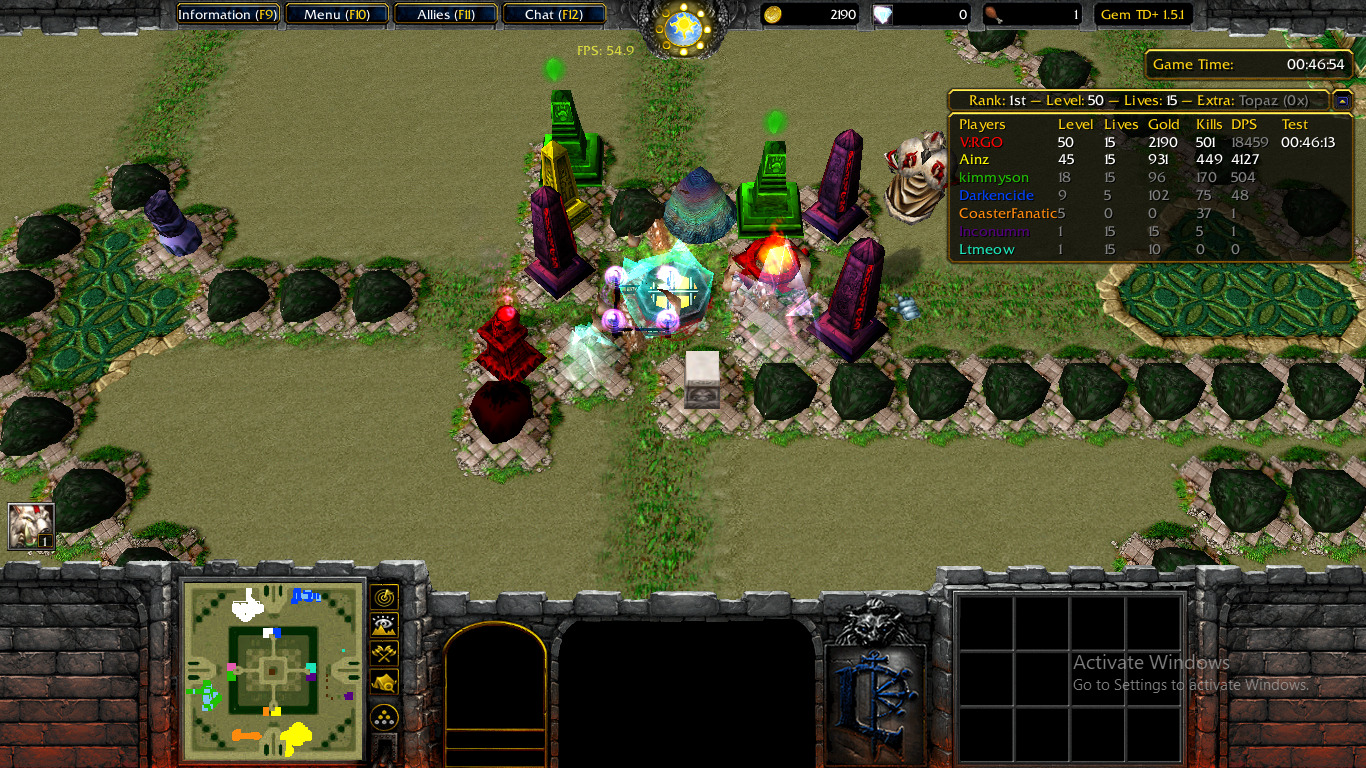 Information (F9) Menu (F10) Allies (F11) Chat (F12) 2190 0 1 Gem TD+ 1.5.1
FPS: 54.9
Game Time: 00:46:54
Rank: 1st – Level: 50 – Lives: 15 – Extra: Topaz (0x)
Players Level Lives Gold Kills DPS Test
V:RGO 50 15 2190 501 18459 00:46:13
Ainz 45 15 931 449 4127
kimmyson 18 15 96 170 504
Darkencide 9 5 102 75 48
CoasterFanatic 5 0 0 37 1
Inconumm 1 15 15 5 1
Ltmeow 1 15 10 0 0
1
Activate Windows
Go to Settings to activate Windows.